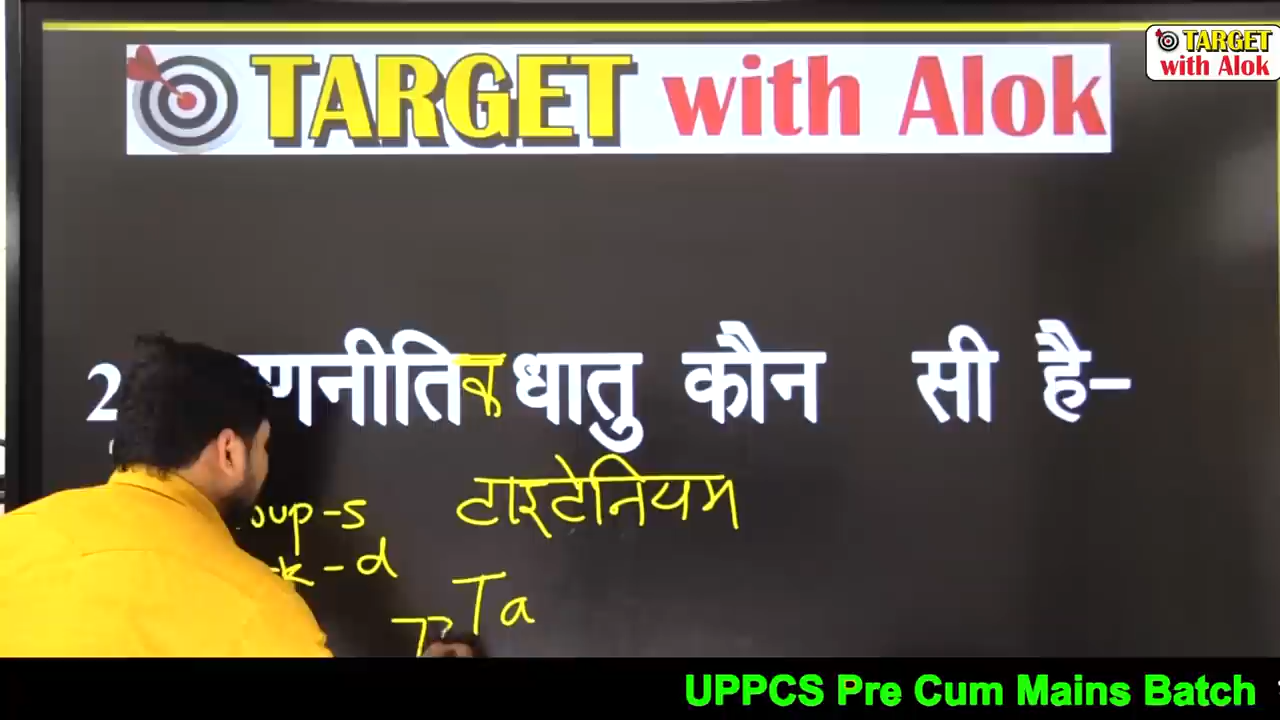 TARGET with Alok
TARGET
with Alok
2 णनीतिक धातु कौन सी है–
oup-s
टाइटेनियम
k-d
Ta
UPPCS Pre Cum Mains Batch